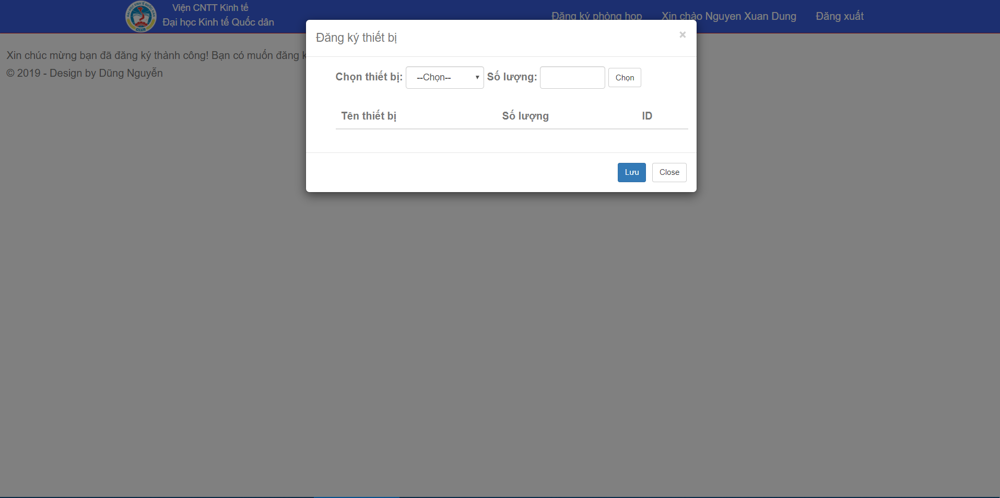 Viện CNTT Kinh tế
Đại học Kinh tế Quốc dân
Đăng ký phòng họp
Xin chào Nguyen Xuan Dung
Đăng xuất
Đăng ký thiết bị
×
Xin chúc mừng bạn đã đăng ký thành công! Bạn có muốn đăng
© 2019 - Design by Dũng Nguyễn
Chọn thiết bị: --Chọn-- Số lượng: Chọn
Tên thiết bị Số lượng ID
Lưu Close